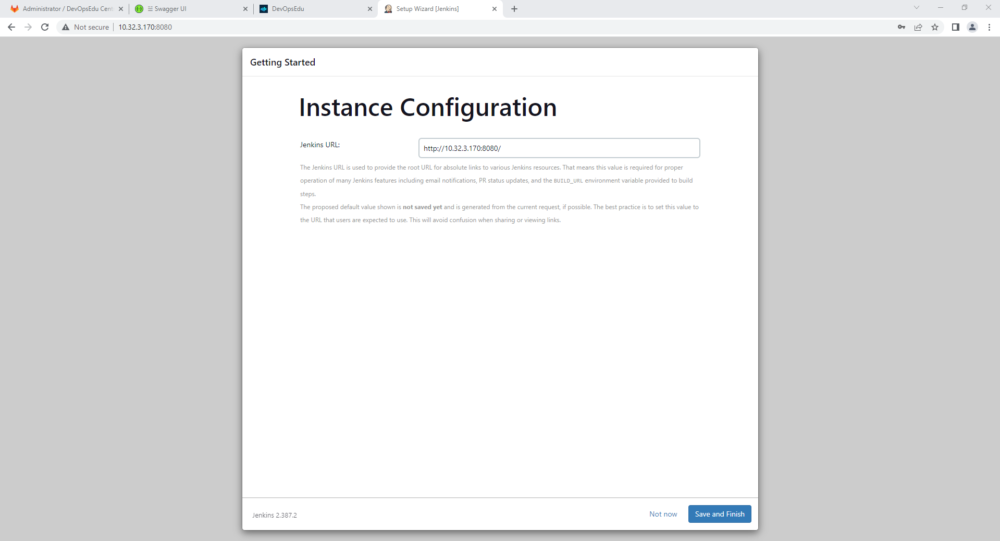 Administrator / DevOpsEdu Cent
☵ Swagger UI
DevOpsEdu
Setup Wizard [Jenkins]
Not secure
10.32.3.170:8080
Getting Started
Instance Configuration
Jenkins URL:
http://10.32.3.170:8080/
The Jenkins URL is used to provide the root URL for absolute links to various Jenkins resources. That means this value is required for proper
operation of many Jenkins features including email notifications, PR status updates, and the BUILD_URL environment variable provided to build
steps.
The proposed default value shown is not saved yet and is generated from the current request, if possible. The best practice is to set this value to
the URL that users are expected to use. This will avoid confusion when sharing or viewing links.
Jenkins 2.387.2
Not now
Save and Finish